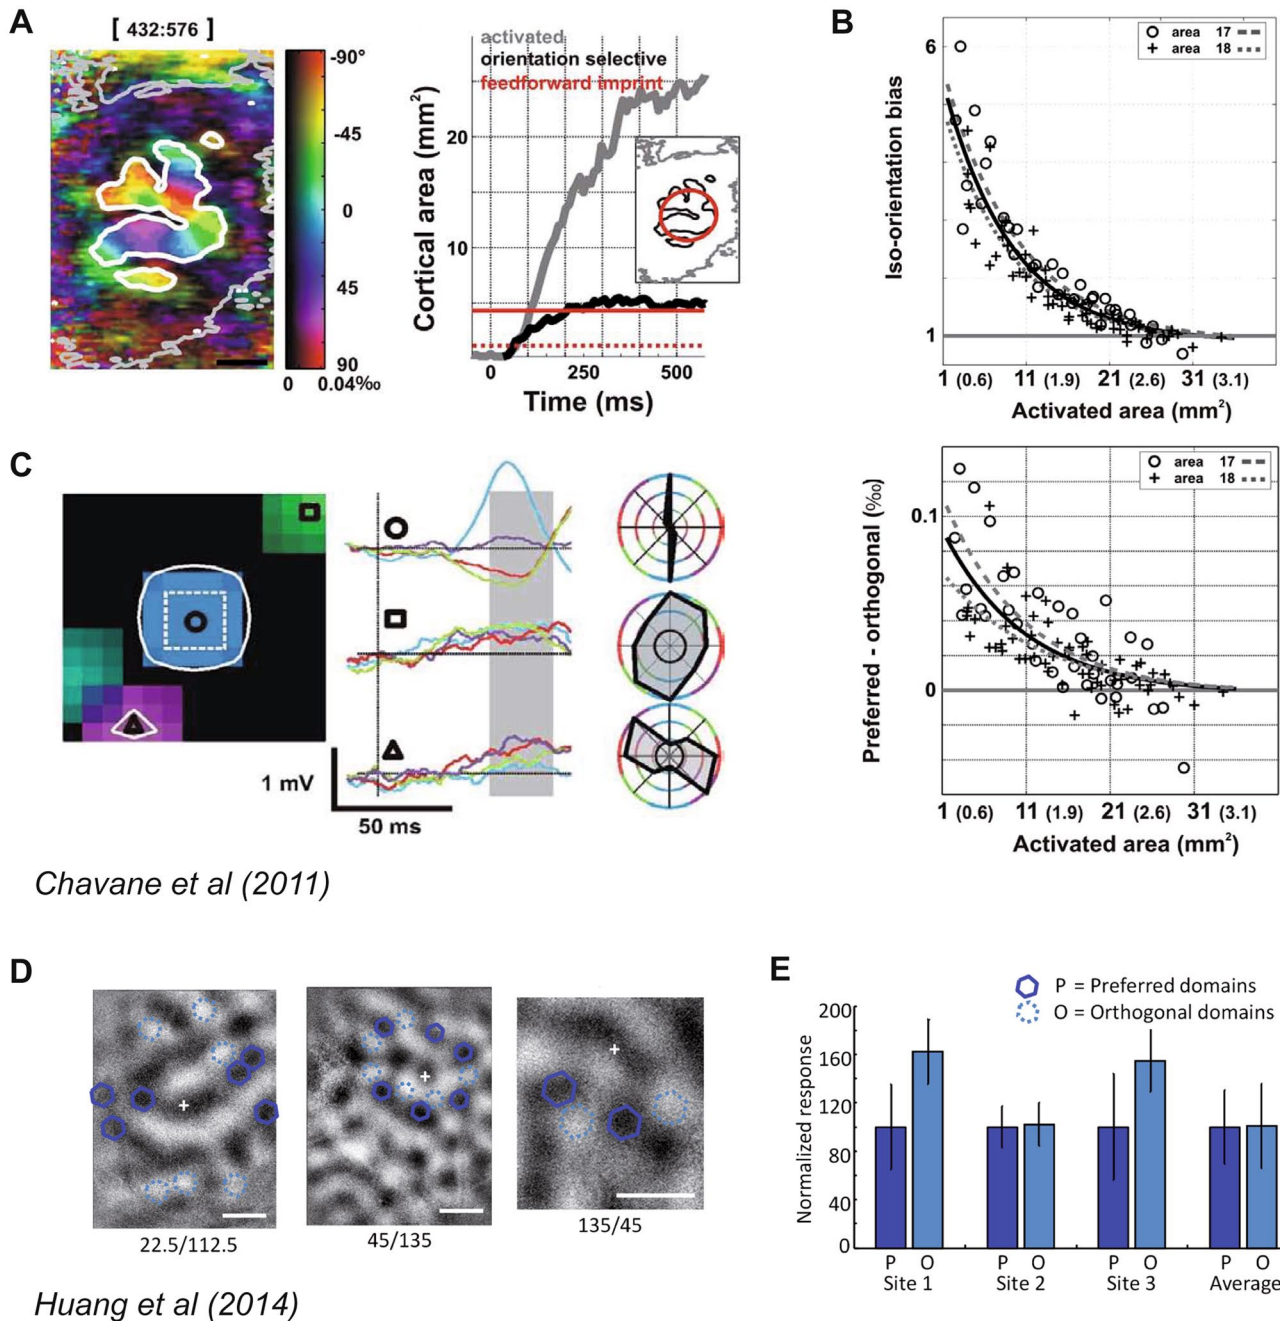 A
[ 432:576 ]
-90°
-45
0
45
90
0 0.04‰
activated
orientation selective
feedforward imprint
Cortical area (mm²)
20
10
0 250 500
Time (ms)
B
6
1
Iso-orientation bias
area 17
area 18
1 (0.6) 11 (1.9) 21 (2.6) 31 (3.1)
Activated area (mm²)
C
1 mV
50 ms
Preferred - orthogonal (‰)
0.1
0
area 17
area 18
1 (0.6) 11 (1.9) 21 (2.6) 31 (3.1)
Activated area (mm²)
Chavane et al (2011)
D
22.5/112.5
45/135
135/45
E
P = Preferred domains
O = Orthogonal domains
Normalized response
200
160
120
80
40
0
P O P O P O P O
Site 1 Site 2 Site 3 Average
Huang et al (2014)